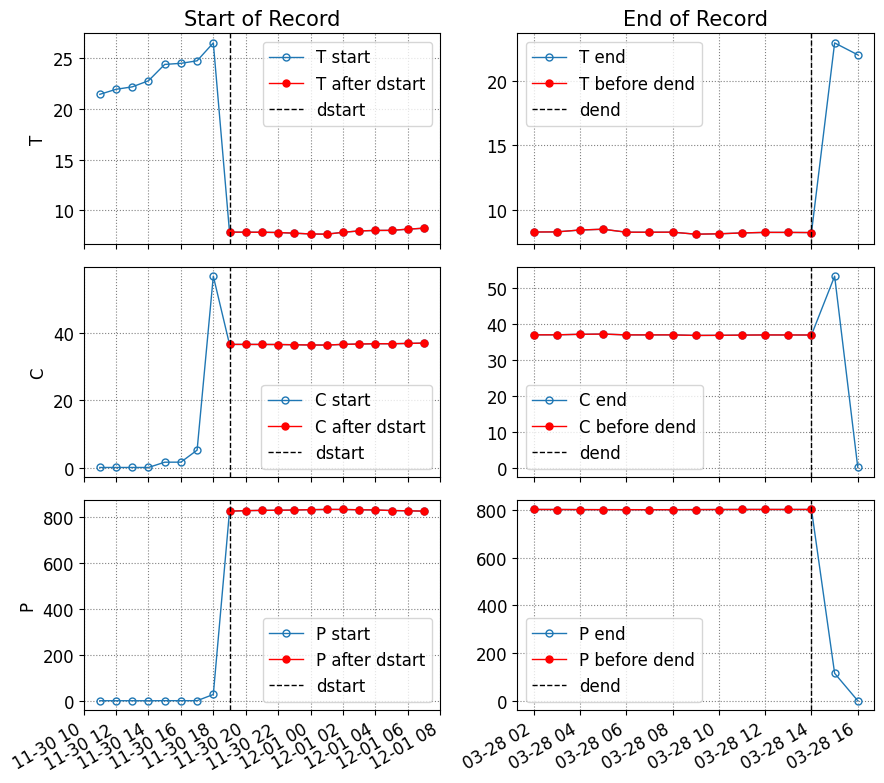 Start of Record
End of Record
T
25
20
15
10
T start
T after dstart
dstart
20
15
10
T end
T before dend
dend
C
40
20
0
C start
C after dstart
dstart
50
40
30
20
10
0
C end
C before dend
dend
P
800
600
400
200
0
P start
P after dstart
dstart
800
600
400
200
0
P end
P before dend
dend
11-30 10
11-30 12
11-30 14
11-30 16
11-30 18
11-30 20
11-30 22
12-01 00
12-01 02
12-01 04
12-01 06
12-01 08
03-28 02
03-28 04
03-28 06
03-28 08
03-28 10
03-28 12
03-28 14
03-28 16